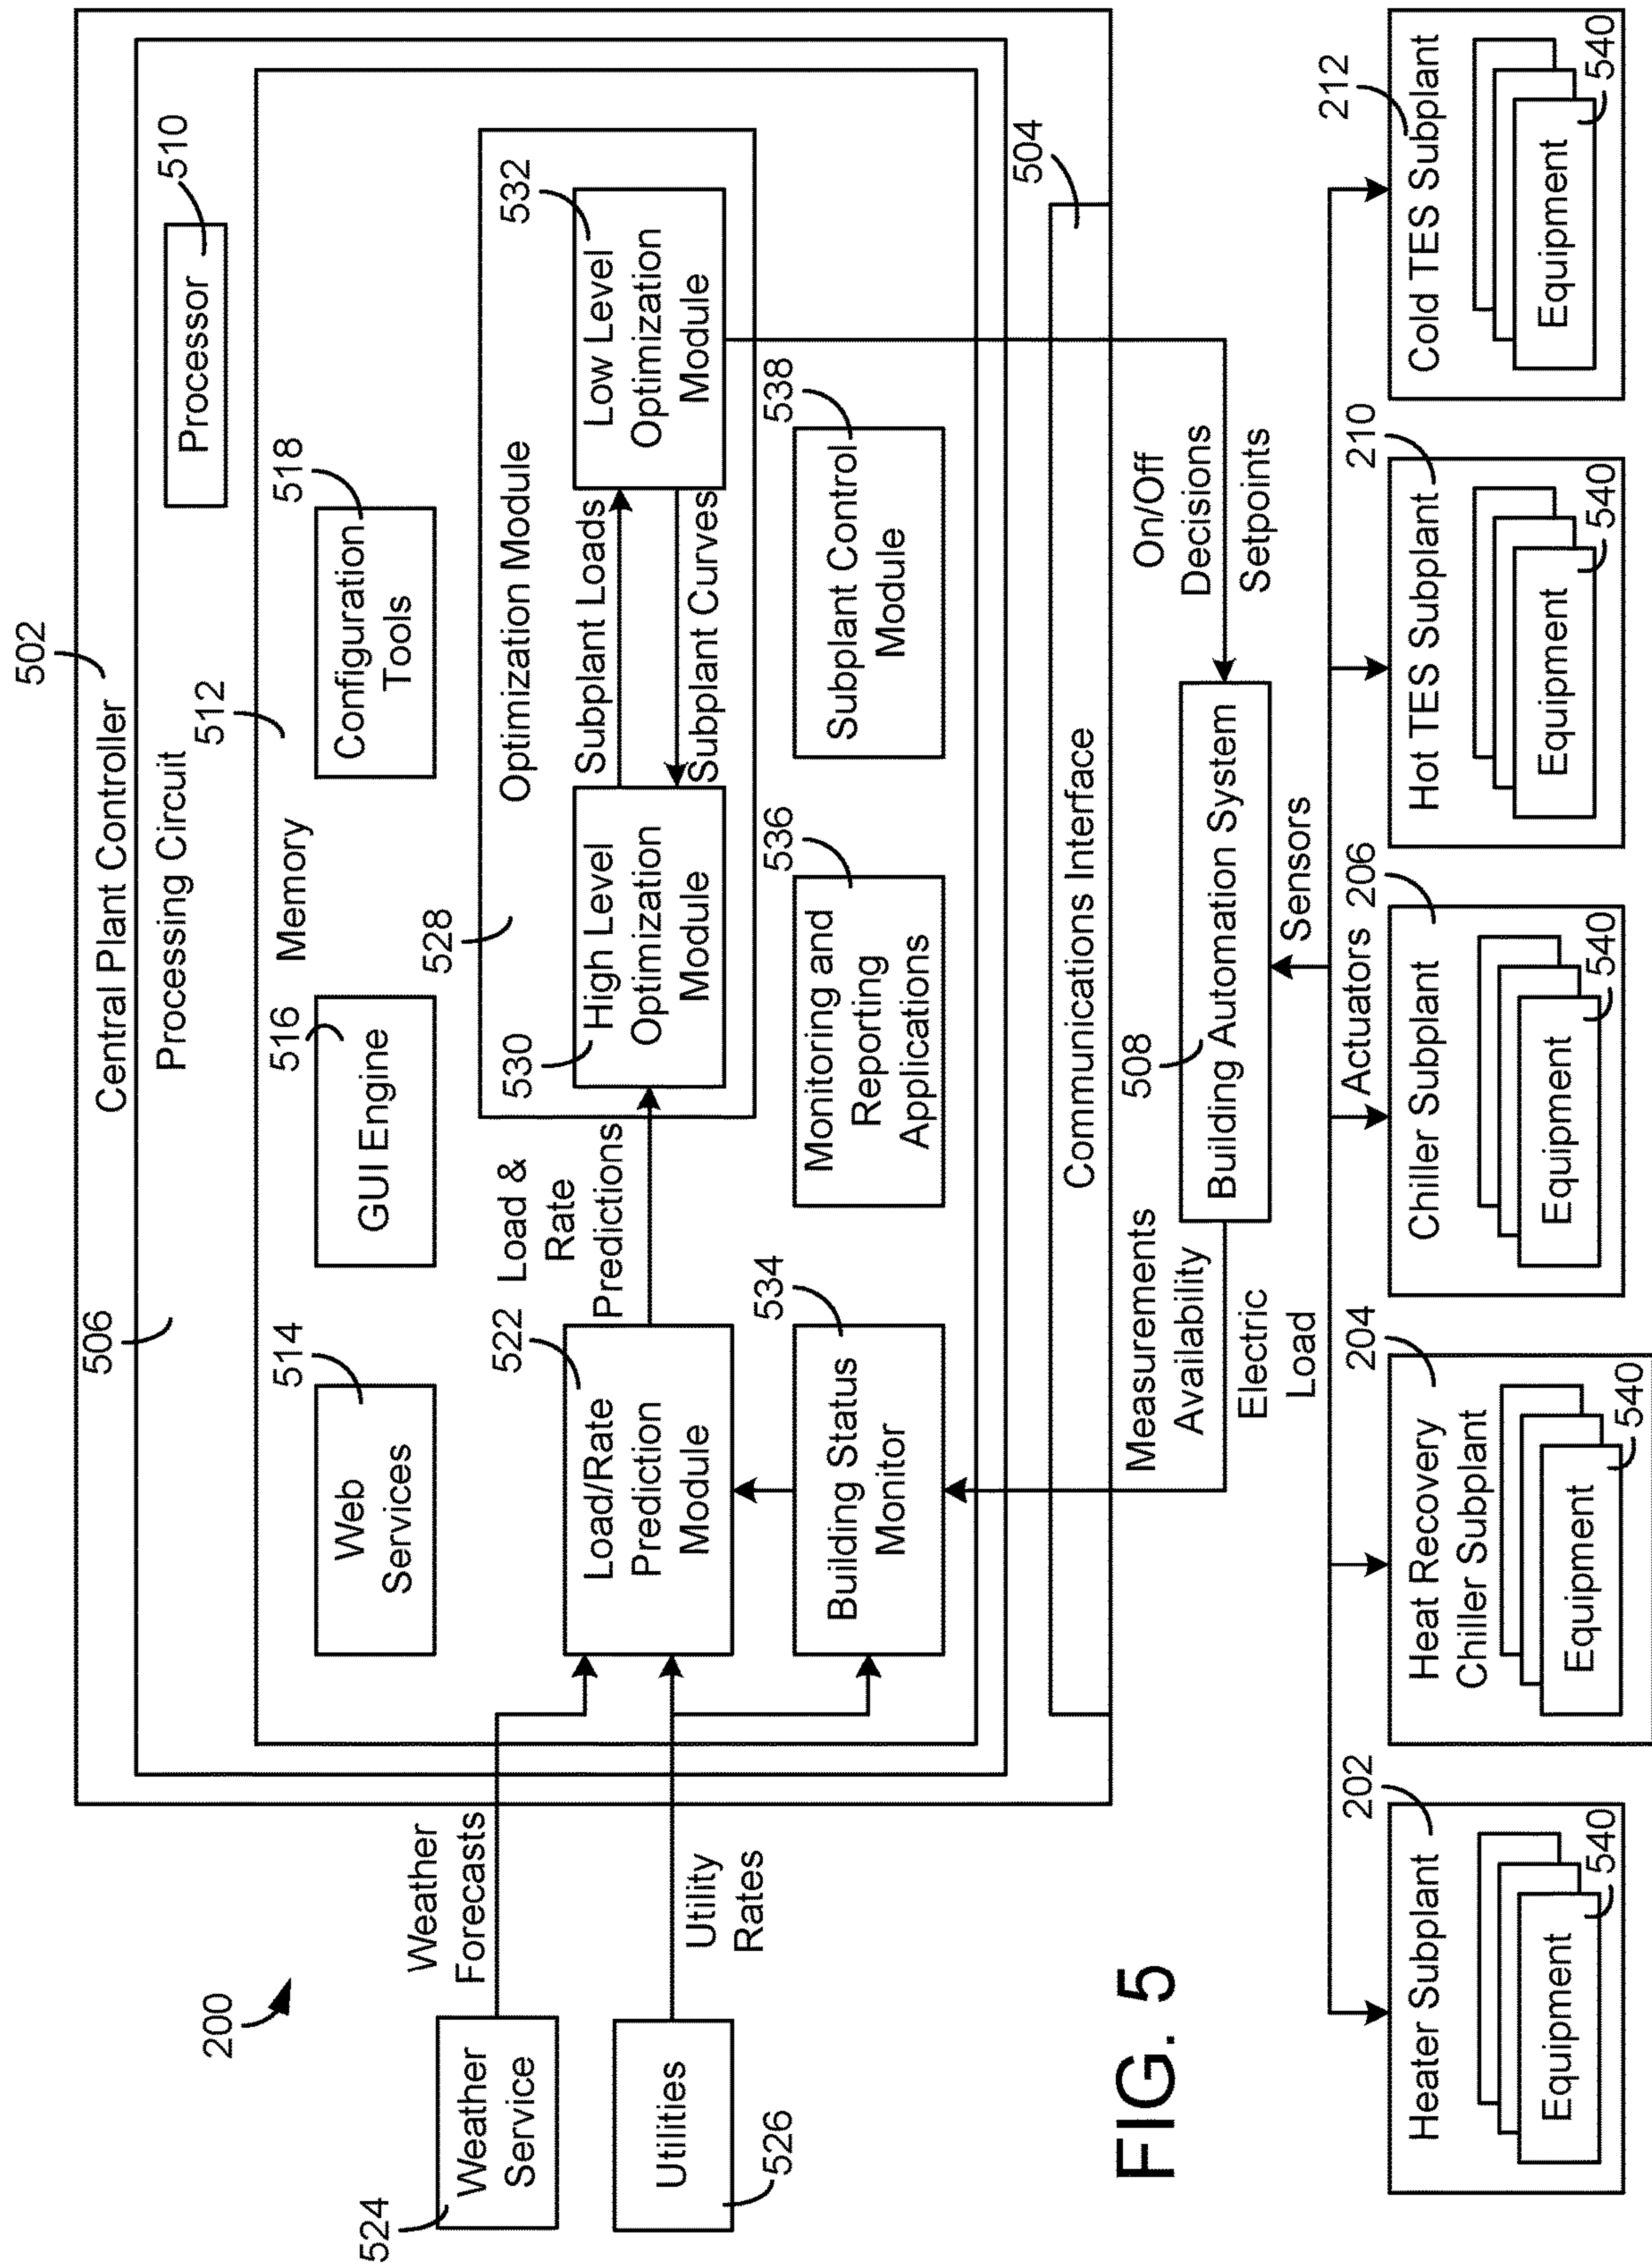 502
Central Plant Controller
506
Processing Circuit
510
Processor
512
Memory
514
Web
Services
516
GUI Engine
518
Configuration
Tools
200
524
Weather
Service
Weather
Forecasts
526
Utilities
Utility
Rates
522
Load/Rate
Prediction
Module
Load &
Rate
Predictions
528
Optimization Module
530
High Level
Optimization
Module
Subplant Loads
Subplant Curves
532
Low Level
Optimization
Module
534
Building Status
Monitor
536
Monitoring and
Reporting
Applications
538
Subplant Control
Module
Communications Interface
504
Measurements
Availability
Electric
Load
508
Building Automation System
On/Off
Decisions
Setpoints
Actuators
Sensors
202
Heater Subplant
Equipment
540
204
Heat Recovery
Chiller Subplant
Equipment
540
206
Chiller Subplant
Equipment
540
210
Hot TES Subplant
Equipment
540
212
Cold TES Subplant
Equipment
540
FIG. 5